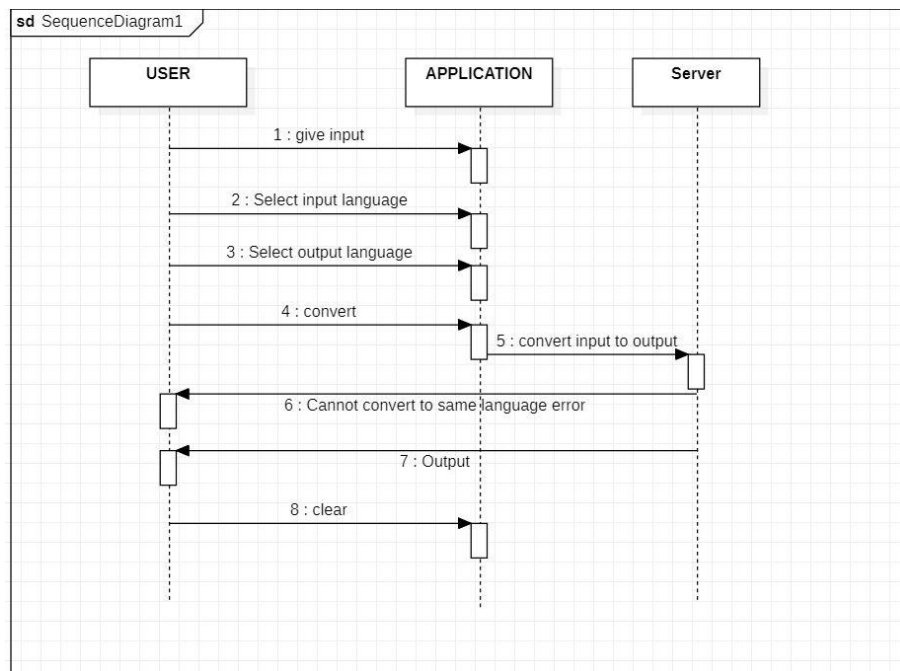 sd SequenceDiagram1
USER
APPLICATION
Server
1 : give input
2 : Select input language
3 : Select output language
4 : convert
5 : convert input to output
6 : Cannot convert to same language error
7 : Output
8 : clear